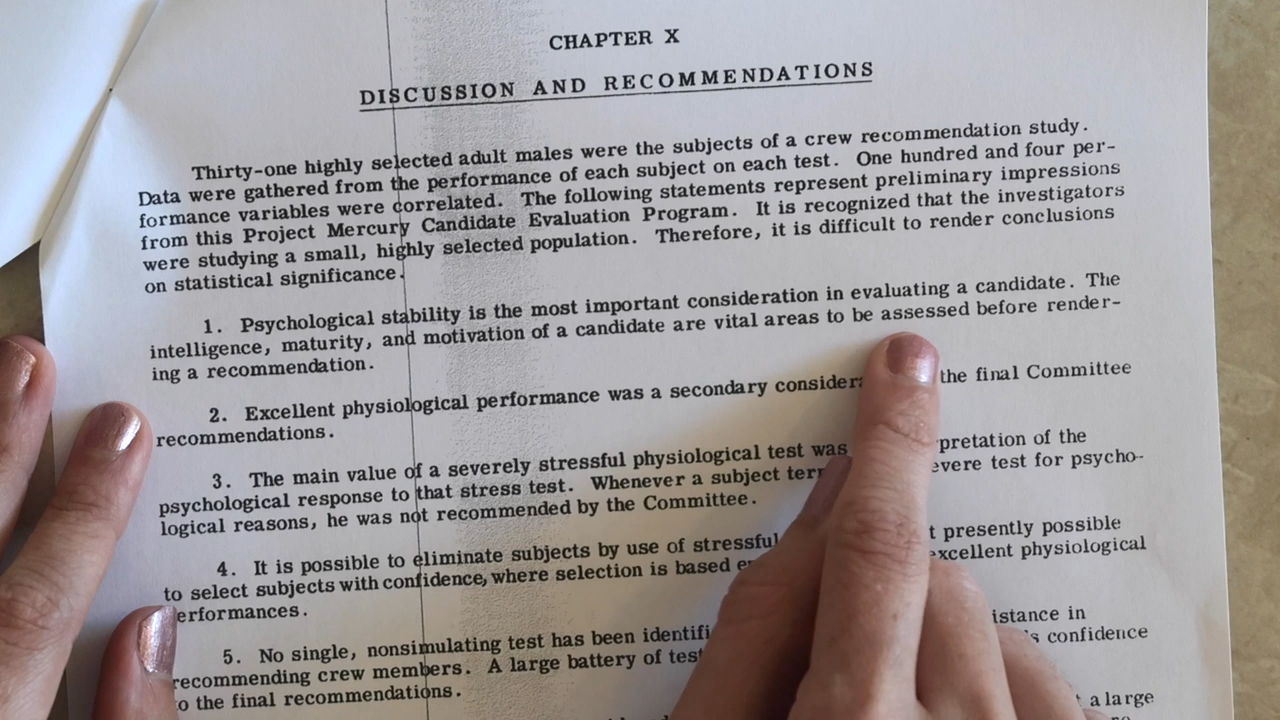 CHAPTER X
DISCUSSION AND RECOMMENDATIONS
Thirty-one highly selected adult males were the subjects of a crew recommendation study.
Data were gathered from the performance of each subject on each test. One hundred and four per-
formance variables were correlated. The following statements represent preliminary impressions
from this Project Mercury Candidate Evaluation Program. It is recognized that the investigators
were studying a small, highly selected population. Therefore, it is difficult to render conclusions
on statistical significance.
1. Psychological stability is the most important consideration in evaluating a candidate. The
intelligence, maturity, and motivation of a candidate are vital areas to be assessed before render-
ing a recommendation.
2. Excellent physiological performance was a secondary the final Committee
recommendations.
3. The main value of a severely stressful physiological test was of the
psychological response to that stress test. Whenever a subject test for psycho-
logical reasons, he was not recommended by the Committee.
4. It is possible to eliminate subjects by use of stressful presently possible
to select subjects with confidence, where selection is based excellent physiological
erformances.
5. No single, nonsimulating test has been in
recommending crew members. A large battery of confidence
o the final recommendations.
a large